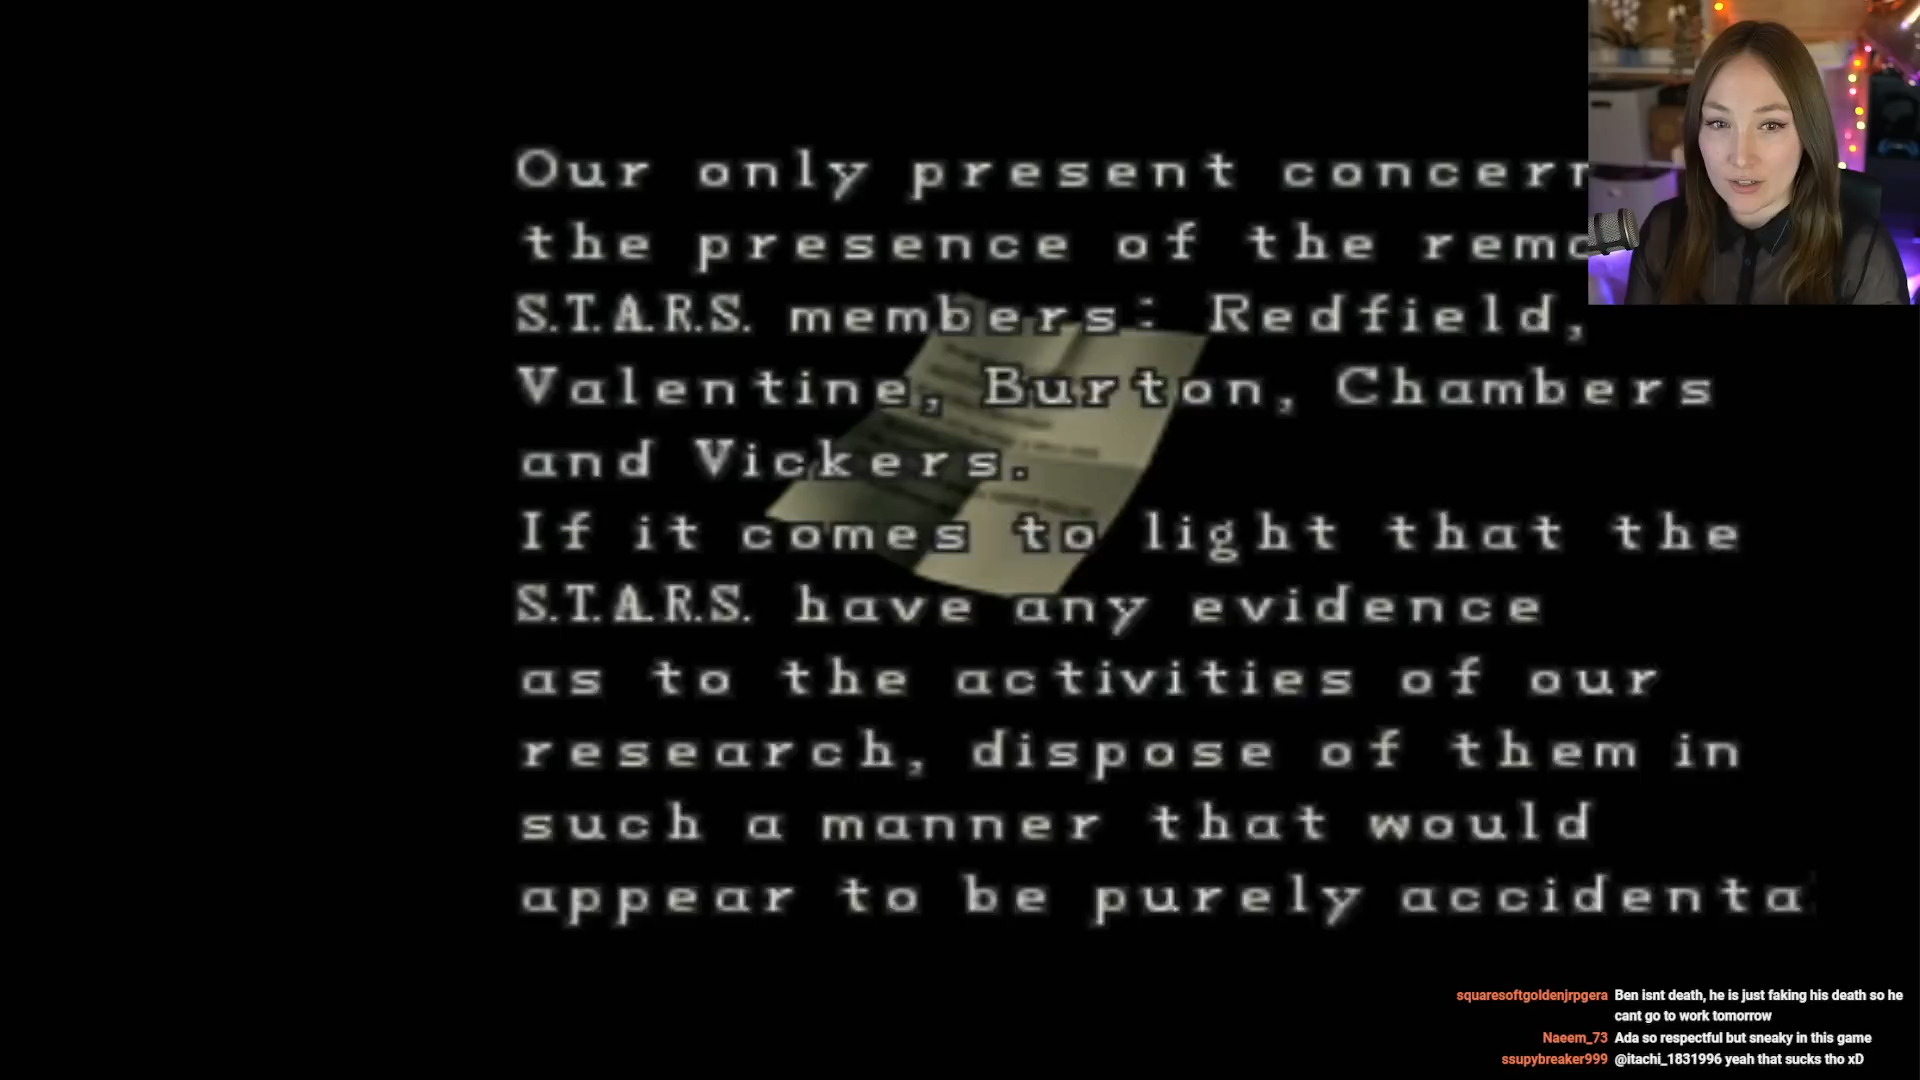 Our only present concern
the presence of the
S.T.A.R.S. members: Redfield,
Valentine, Burton, Chambers
and Vickers.
If it comes to light that the
S.T.A.R.S. have any evidence
as to the activities of our
research, dispose of them in
such a manner that would
appear to be purely accidenta
squaresoftgoldenjrpgera Ben isnt death, he is just faking his death so he
cant go to work tomorrow
Naeem_73 Ada so respectful but sneaky in this game
ssupybreaker999 @itachi_1831996 yeah that sucks tho xD